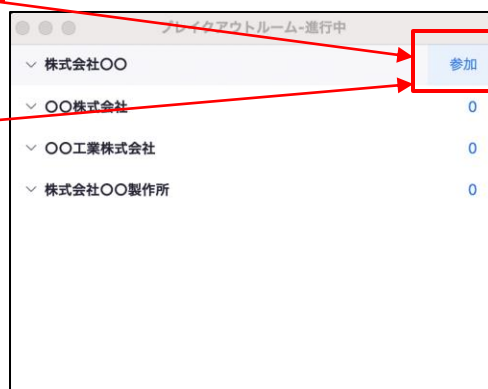 ブレイクアウトルーム-進行中
株式会社〇〇 参加
〇〇株式会社 0
〇〇工業株式会社 0
株式会社〇〇製作所 0